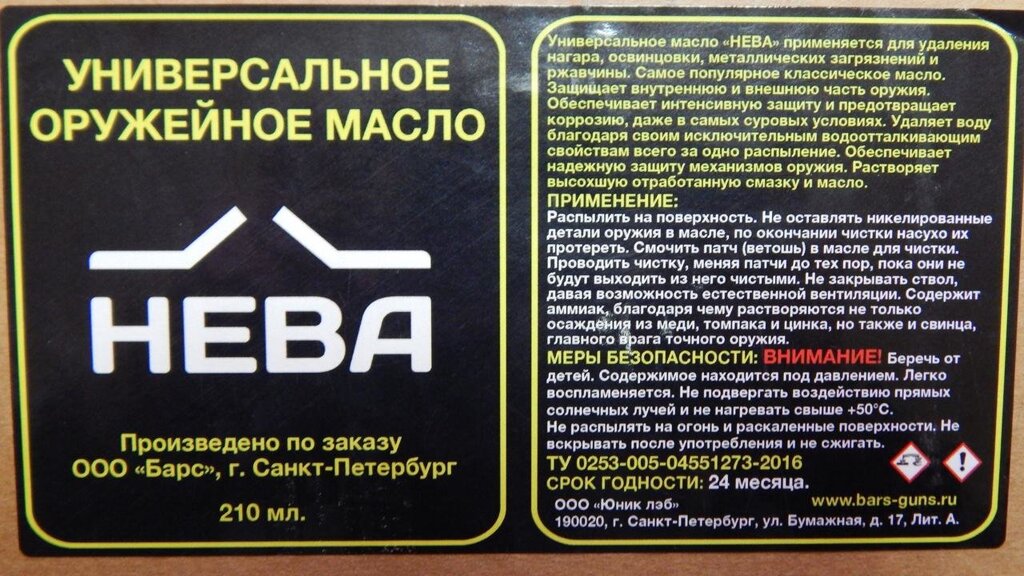 УНИВЕРСАЛЬНОЕ
ОРУЖЕЙНОЕ МАСЛО
НЕВА
Произведено по заказу
ООО «Барс», г. Санкт-Петербург
210 мл.
Универсальное масло «НЕВА» применяется для удаления
нагара, освинцовки, металлических загрязнений и
ржавчины. Самое популярное классическое масло.
Защищает внутреннюю и внешнюю часть оружия.
Обеспечивает интенсивную защиту и предотвращает
коррозию, даже в самых суровых условиях. Удаляет воду
благодаря своим исключительным водоотталкивающим
свойствам всего за одно распыление. Обеспечивает
надежную защиту механизмов оружия. Растворяет
высохшую отработанную смазку и масло.
ПРИМЕНЕНИЕ:
Распылить на поверхность. Не оставлять никелированные
детали оружия в масле, по окончании чистки насухо их
протереть. Смочить патч (ветошь) в масле для чистки.
Проводить чистку, меняя патчи до тех пор, пока они не
будут выходить из него чистыми. Не закрывать ствол,
давая возможность естественной вентиляции. Содержит
аммиак, благодаря чему растворяются не только
осаждения из меди, томпака и цинка, но также и свинца,
главного врага точного оружия.
МЕРЫ БЕЗОПАСНОСТИ: ВНИМАНИЕ! Беречь от
детей. Содержимое находится под давлением. Легко
воспламеняется. Не подвергать воздействию прямых
солнечных лучей и не нагревать свыше +50°С.
Не распылять на огонь и раскаленные поверхности. Не
вскрывать после употребления и не сжигать.
ТУ 0253-005-04551273-2016
СРОК ГОДНОСТИ: 24 месяца.
ООО «Юник лэб» www.bars-guns.ru
190020, г. Санкт-Петербург, ул. Бумажная, д. 17, Лит. А.